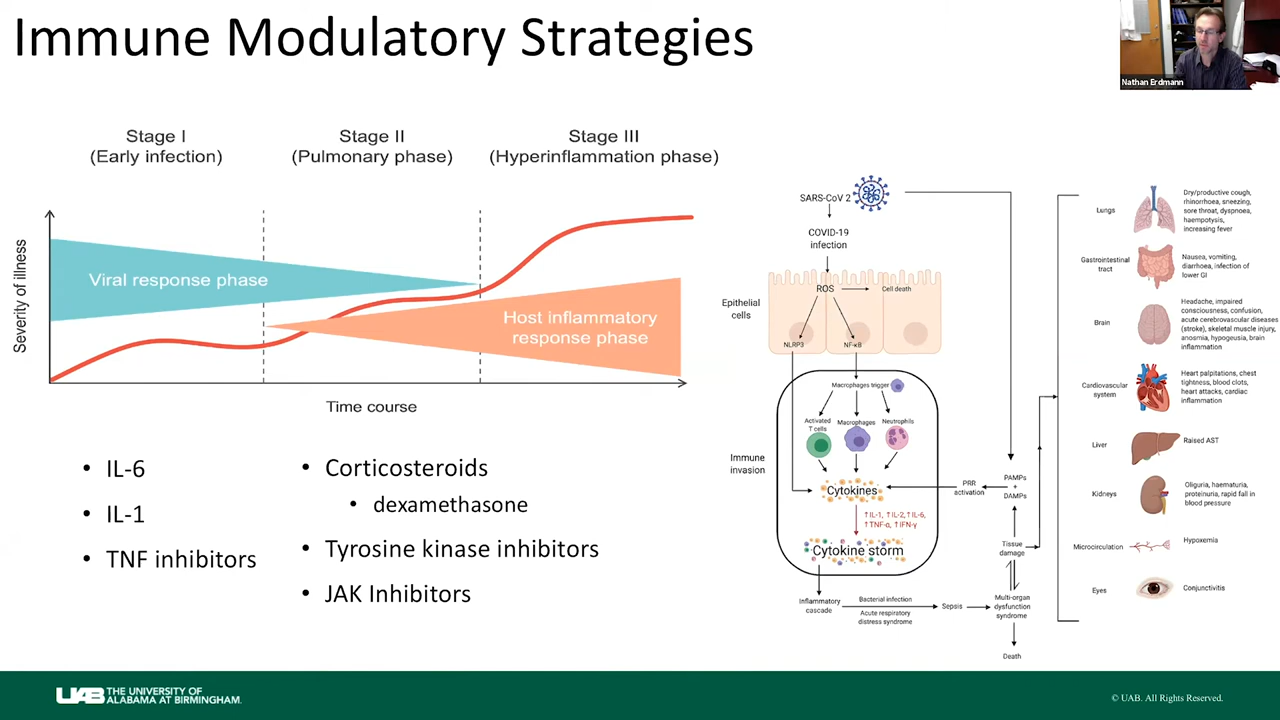 Immune Modulatory Strategies
Nathan Erdmann
Stage I
(Early infection)
Stage II
(Pulmonary phase)
Stage III
(Hyperinflammation phase)
Severity of illness
Viral response phase
Host inflammatory
response phase
Time course
• IL-6
• IL-1
• TNF inhibitors
• Corticosteroids
• dexamethasone
• Tyrosine kinase inhibitors
• JAK Inhibitors
SARS-CoV 2
COVID-19
infection
Epithelial
cells
ROS
Cell death
NLRP3
NF-κB
Macrophages trigger
Activated
T cells
Macrophages
Neutrophils
Immune
invasion
Cytokines
↑IL-1, ↑IL-2, ↑IL-6,
↑TNF-α, ↑IFN-γ
Cytokine storm
PRR
activation
PAMPs
+
DAMPs
Tissue
damage
Inflammatory
cascade
Bacterial infection
Acute respiratory
distress syndrome
Sepsis
Multi-organ
dysfunction
syndrome
Death
Lungs
Dry/productive cough,
rhinorrhoea, sneezing,
sore throat, dyspnoea,
haempotysis,
increasing fever
Gastrointestinal
tract
Nausea, vomiting,
diarrhoea, infection of
lower GI
Brain
Headache, impaired
consciousness, confusion,
acute cerebrovascular diseases
(stroke), skeletal muscle injury,
anosmia, hypogeusia, brain
inflammation
Cardiovascular
system
Heart palpitations, chest
tightness, blood clots,
heart attacks, cardiac
inflammation
Liver
Raised AST
Kidneys
Oliguria, haematuria,
proteinuria, rapid fall in
blood pressure
Microcirculation
Hypoxemia
Eyes
Conjunctivitis
UAB THE UNIVERSITY OF
ALABAMA AT BIRMINGHAM.
© UAB. All Rights Reserved.